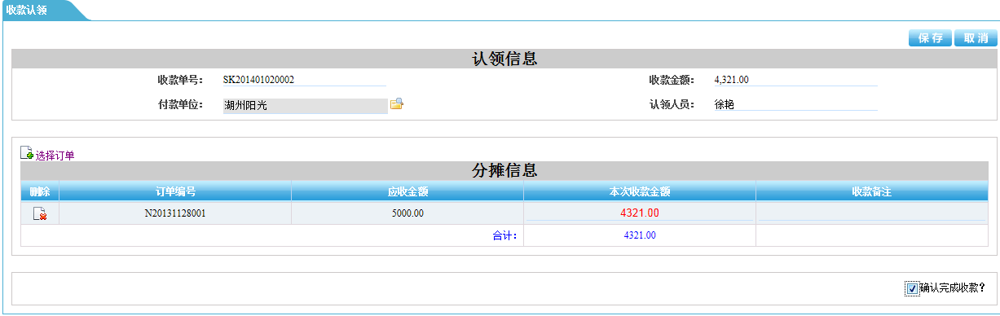 收款认领
保存 取消
认领信息
收款单号： SK201401020002 收款金额： 4,321.00
付款单位： 湖州阳光 认领人员： 徐艳
选择订单
分摊信息
删除 订单编号 应收金额 本次收款金额 收款备注
N20131128001 5000.00 4321.00
合计： 4321.00
确认完成收款？